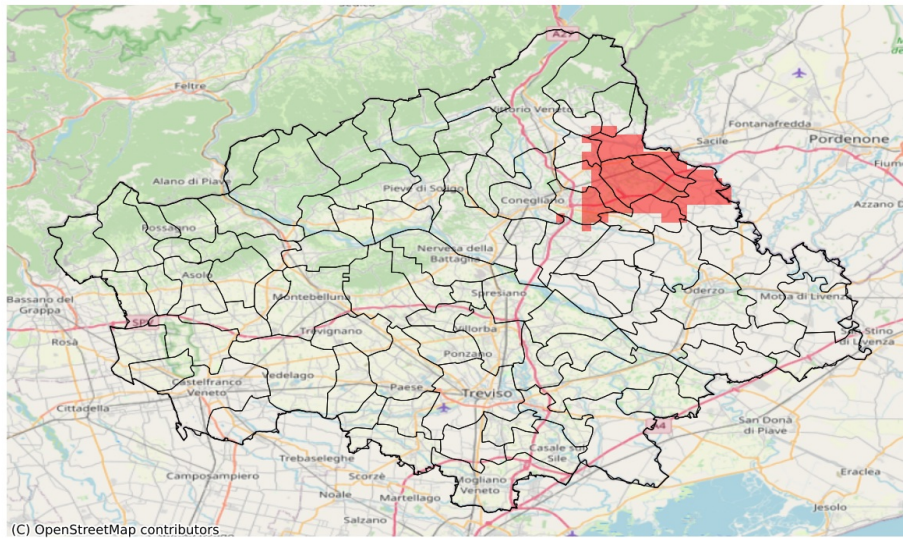 A27
Feltre
Vittorio Veneto
Fontanafredda
Sacile
Pordenone
Alano di Piave
Pieve di Soligo
Conegliano
Azzano D
Possagno
Nervesa della
Battaglia
Asolo
Bassano del
Grappa
Montebelluna
Spresiano
Oderzo
Motta di Livenza
Rosà
Trevignano
Villorba
di Livenza
Ponzano
Vedelago
Castelfranco
Veneto
Paese
Treviso
Cittadella
San Donà
di Piave
A4
Trebaseleghe
Casale sul
Sile
Camposampiero
Scorzè
Mogliano
Veneto
Noale
Martellago
Eraclea
Salzano
Jesolo
(C) OpenStreetMap contributors